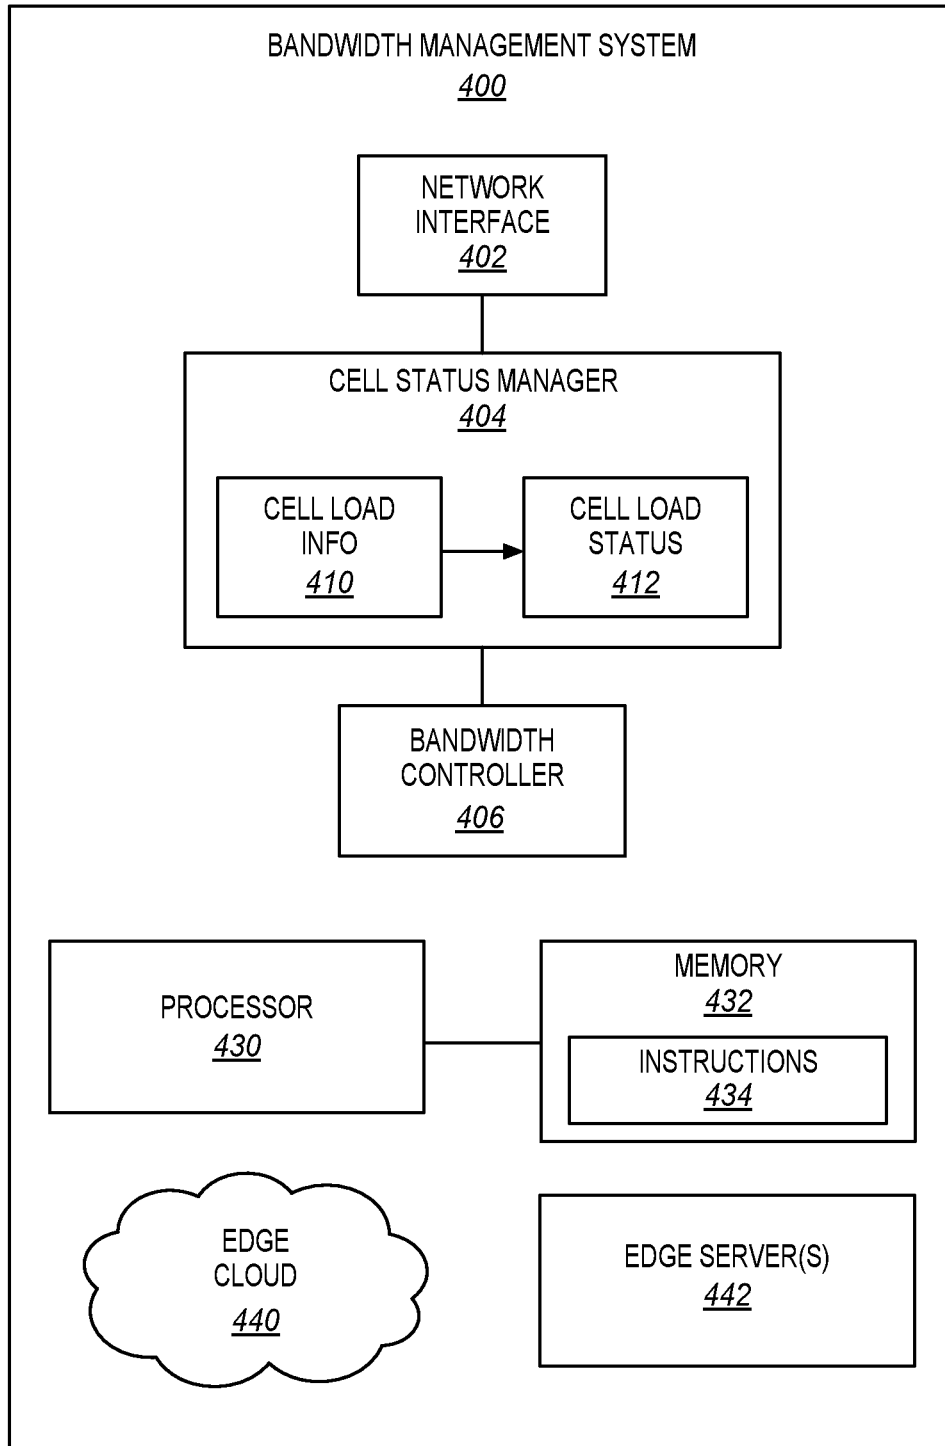 BANDWIDTH MANAGEMENT SYSTEM
400
NETWORK
INTERFACE
402
CELL STATUS MANAGER
404
CELL LOAD
INFO
410
CELL LOAD
STATUS
412
BANDWIDTH
CONTROLLER
406
PROCESSOR
430
MEMORY
432
INSTRUCTIONS
434
EDGE
CLOUD
440
EDGE SERVER(S)
442